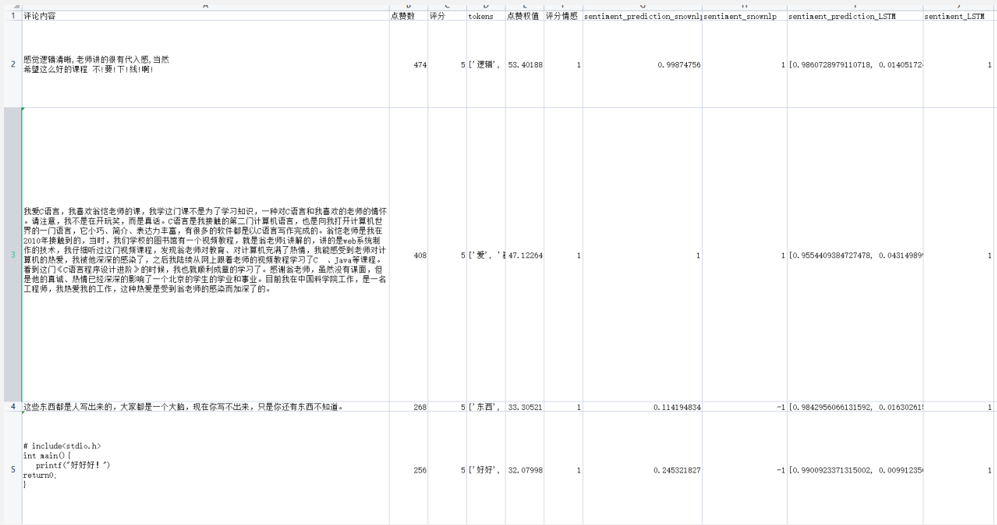 A B C D E F G H I J
1 评论内容 点赞数 评分 tokens 点赞权值 评分情感 sentiment_prediction_snownlp sentiment_snownlp sentiment_prediction_LSTM sentiment_LSTM
感觉逻辑清晰,老师讲的很有代入感,当然
2 希望这么好的课程 不!要!下!线!啊! 474 5 ['逻辑', 53.40188 1 0.99874756 1 [0.9860728979110718, 0.01405172 1
我爱C语言，我喜欢翁恺老师的课，我学这门课不是为了学习知识，一种对C语言和我喜欢的老师的情怀
。请注意，我不是在开玩笑，而是真话。C语言是我接触的第二门计算机语言，也是向我打开计算机世
界的一门语言，它小巧、简介、表达力丰富，有很多的软件都是以C语言写作完成的。翁恺老师是我在
2010年接触到的，当时，我们学校的图书馆有一个视频教程，就是翁老师1讲解的，讲的是web系统制
作的技术，我仔细听过这门视频课程，发现翁老师对教育、对计算机充满了热情，我能感受到老师对计
3 算机的热爱，我被他深深的感染了，之后我陆续从网上跟着老师的视频教程学习了C 、Java等课程。 408 5 ['爱', 47.12264 1 1 1 [0.9554409384727478, 0.04314989 1
看到这门《C语言程序设计进阶》的时候，我也就顺利成章的学习了。感谢翁老师，虽然没有谋面，但
是他的真诚、热情已经深深的影响了一个北京的学生的学业和事业。目前我在中国科学院工作，是一名
工程师，我热爱我的工作，这种热爱是受到翁老师的感染而加深了的。
4 这些东西都是人写出来的，大家都是一个大脑，现在你写不出来，只是你还有东西不知道。 268 5 ['东西', 33.30521 1 0.114194834 -1 [0.9842956066131592, 0.01630261 1
# include<stdio.h>
int main(){
5 printf("好好好！") 256 5 ['好好', 32.07998 1 0.245321827 -1 [0.9900923371315002, 0.00991235 1
return0;
}